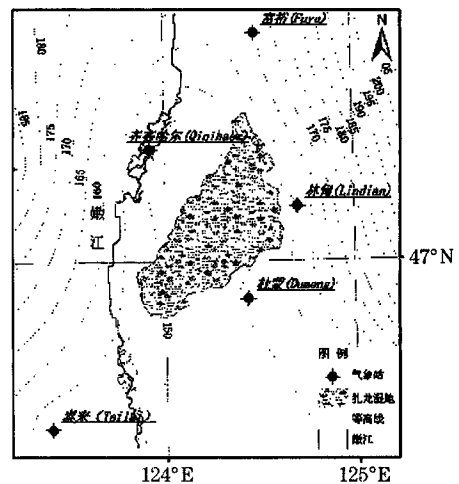 富裕(Fuyu)
N
180
185
175
170
165
160
齐齐哈尔(Qiqihaer)
嫩
江
200
195
190
185
180
175
170
林甸(Lindian)
47°N
杜蒙(Dumeng)
150
图 例
气象站
扎龙湿地
等高线
嫩江
泰来(Tailai)
124°E
125°E